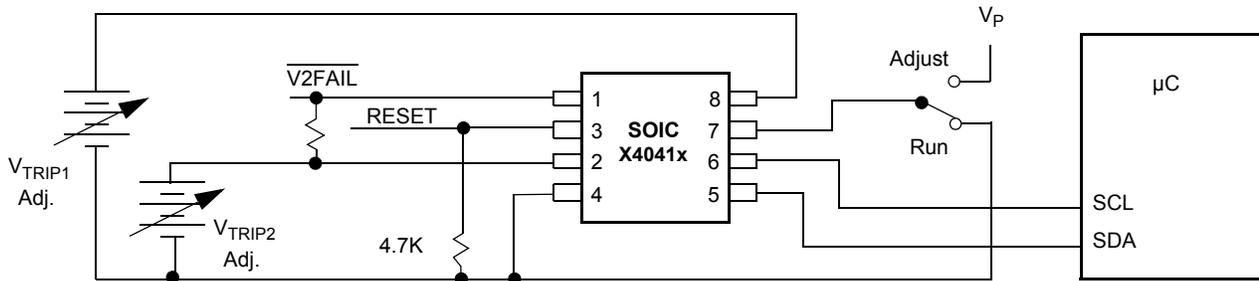 V_P
Adjust
Run
µC
V2FAIL
RESET
1
3
2
4
SOIC
X4041x
8
7
6
5
V_TRIP1
Adj.
V_TRIP2
Adj.
4.7K
SCL
SDA